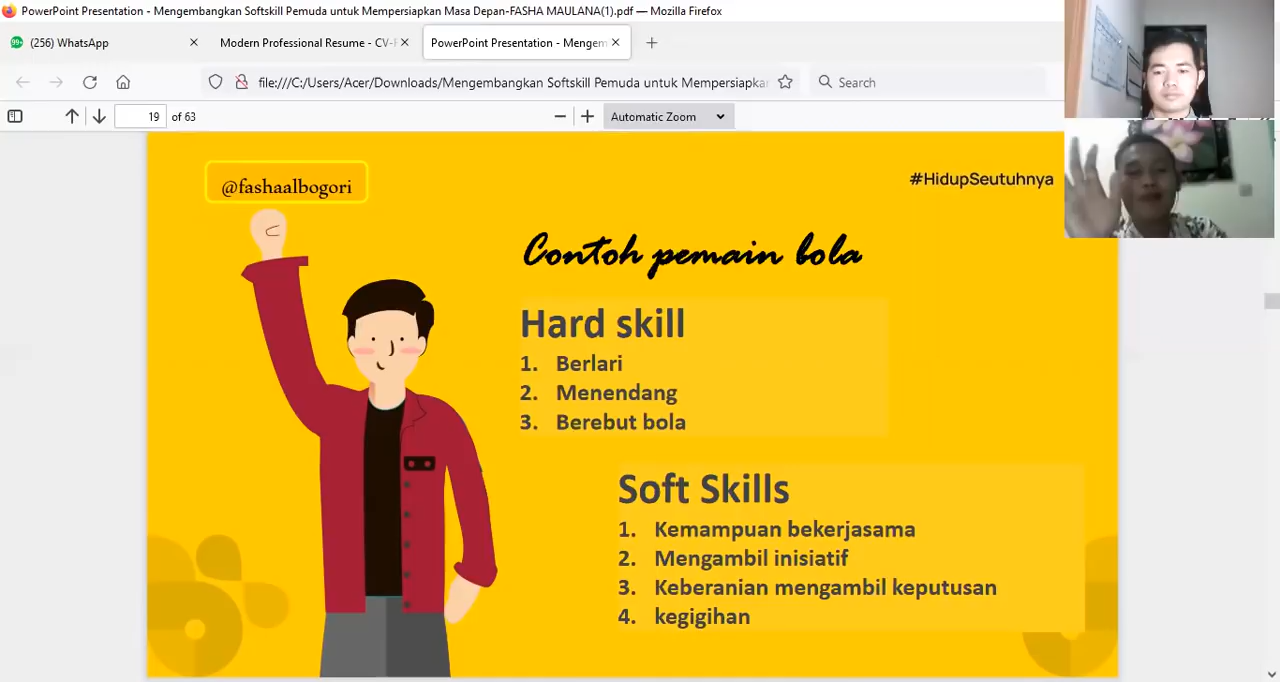 PowerPoint Presentation - Mengembangkan Softskill Pemuda untuk Mempersiapkan Masa Depan-FASHA MAULANA(1).pdf — Mozilla Firefox
99+ (256) WhatsApp
Modern Professional Resume - CV-F
PowerPoint Presentation - Mengem
file:///C:/Users/Acer/Downloads/Mengembangkan Softskill Pemuda untuk Mempersiapka
Search
19 of 63
Automatic Zoom
@fashaalbogori
#HidupSeutuhnya
Contoh pemain bola
Hard skill
1. Berlari
2. Menendang
3. Berebut bola
Soft Skills
1. Kemampuan bekerjasama
2. Mengambil inisiatif
3. Keberanian mengambil keputusan
4. kegigihan